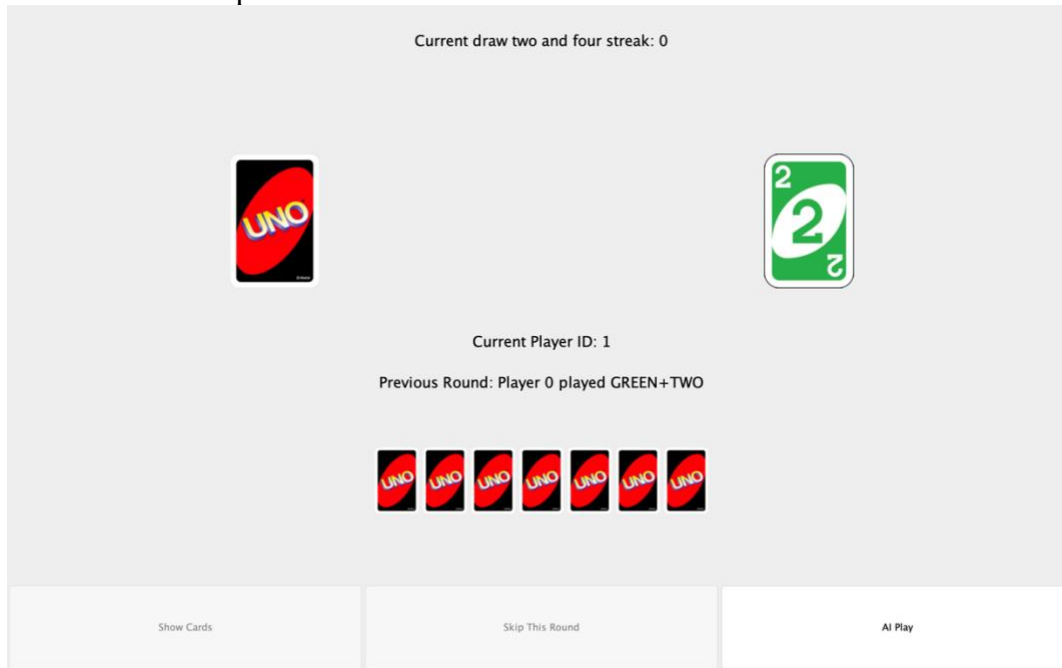 Current draw two and four streak: 0
UNO
2
2
2
Current Player ID: 1
Previous Round: Player 0 played GREEN+TWO
UNO UNO UNO UNO UNO UNO UNO
Show Cards
Skip This Round
AI Play